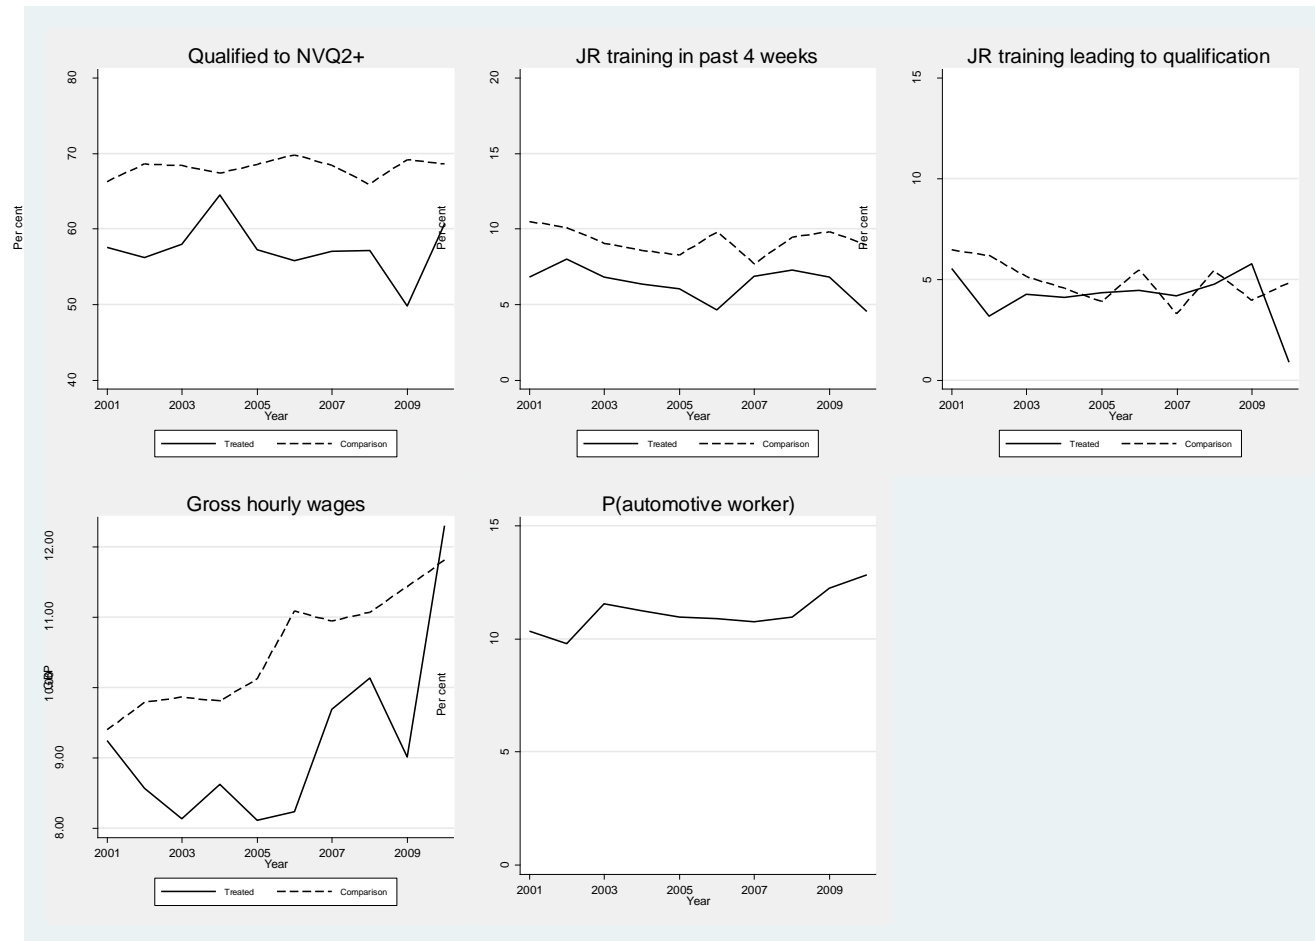 Qualified to NVQ2+
80
70
60
50
40
Per cent
2001 2003 2005 2007 2009
Year
Treated Comparison
JR training in past 4 weeks
20
15
10
5
0
Per cent
2001 2003 2005 2007 2009
Year
Treated Comparison
JR training leading to qualification
15
10
5
0
Per cent
2001 2003 2005 2007 2009
Year
Treated Comparison
Gross hourly wages
12.00
11.00
10.00
9.00
8.00
GBP
2001 2003 2005 2007 2009
Year
Treated Comparison
P(automotive worker)
15
10
5
0
Per cent
2001 2003 2005 2007 2009
Year